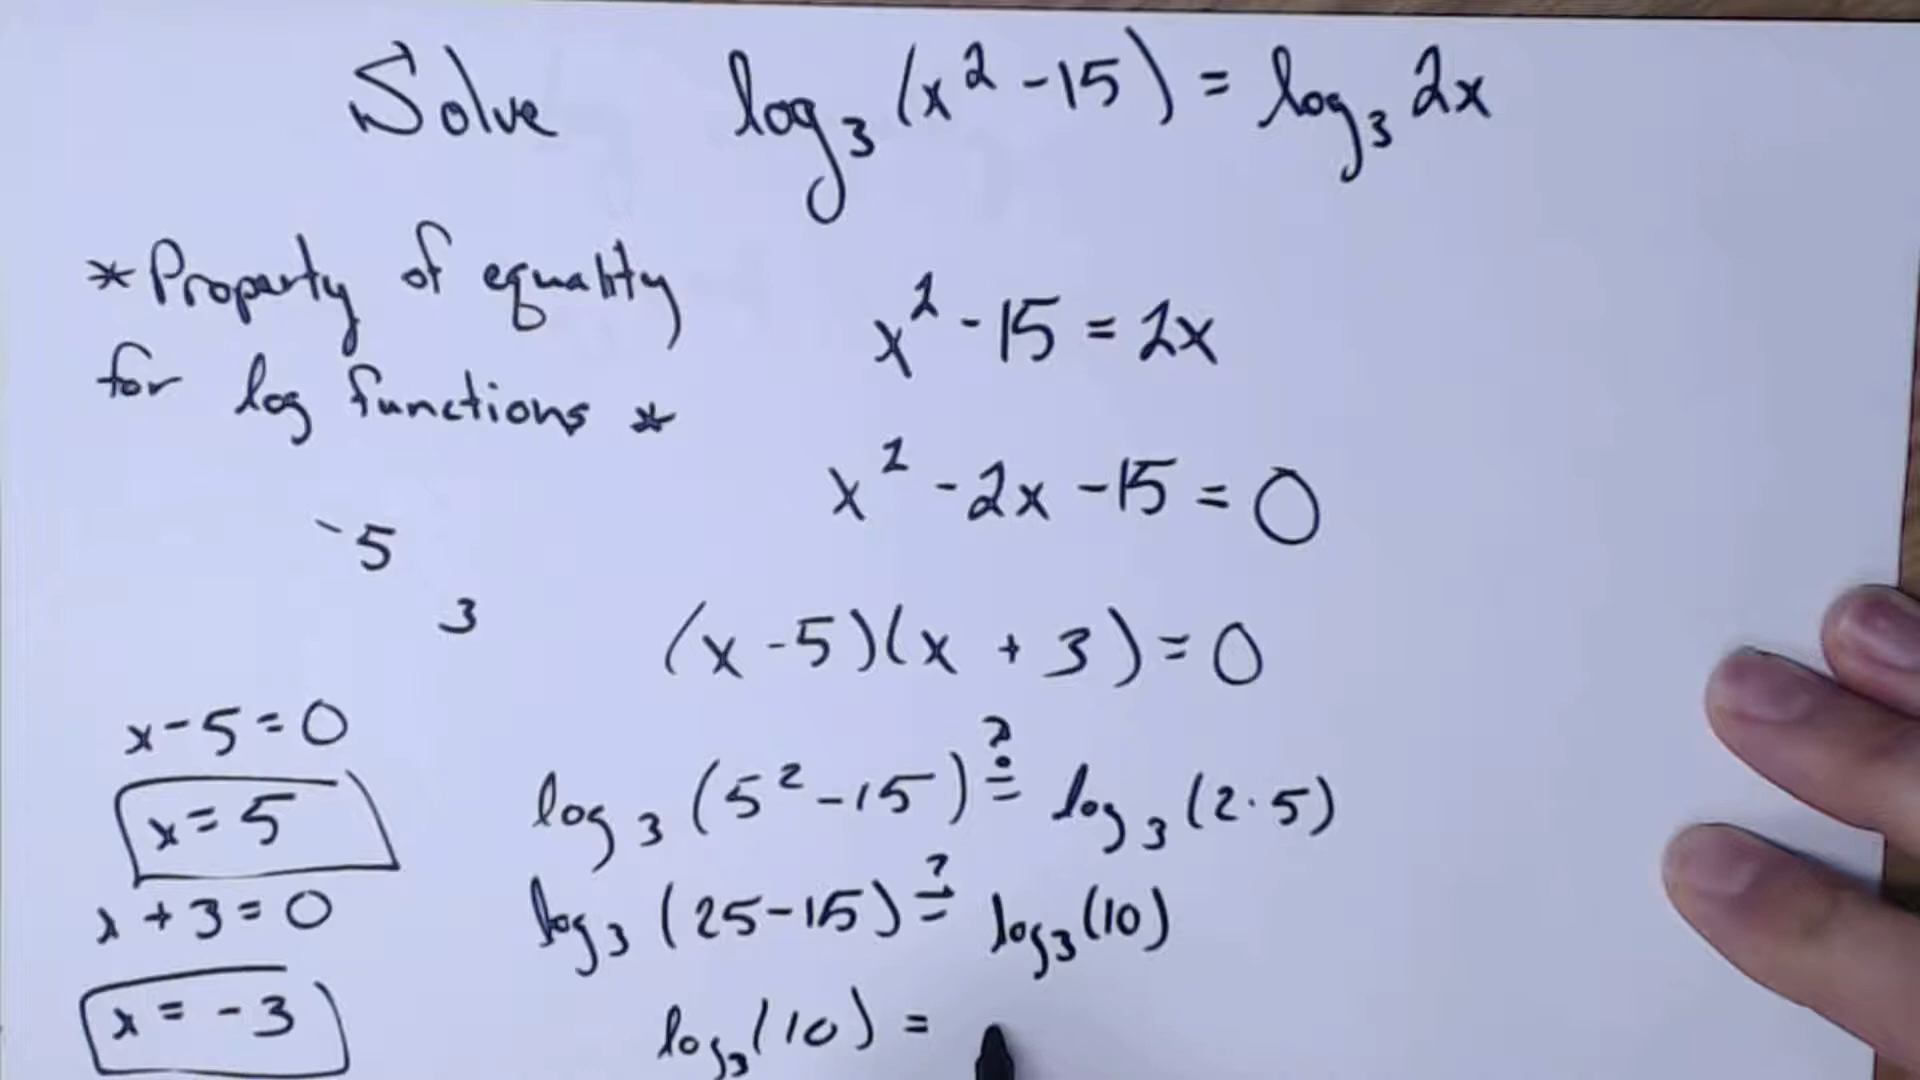 Solve log₃(x²-15) = log₃ 2x
*Property of equality
for log functions *
x²-15 = 2x
x²-2x-15 = 0
-5
3
(x-5)(x+3) = 0
x-5=0
x=5
x+3=0
x=-3
log₃(5²-15) ≟ log₃(2·5)
log₃(25-15) ≟ log₃(10)
log₃(10) =